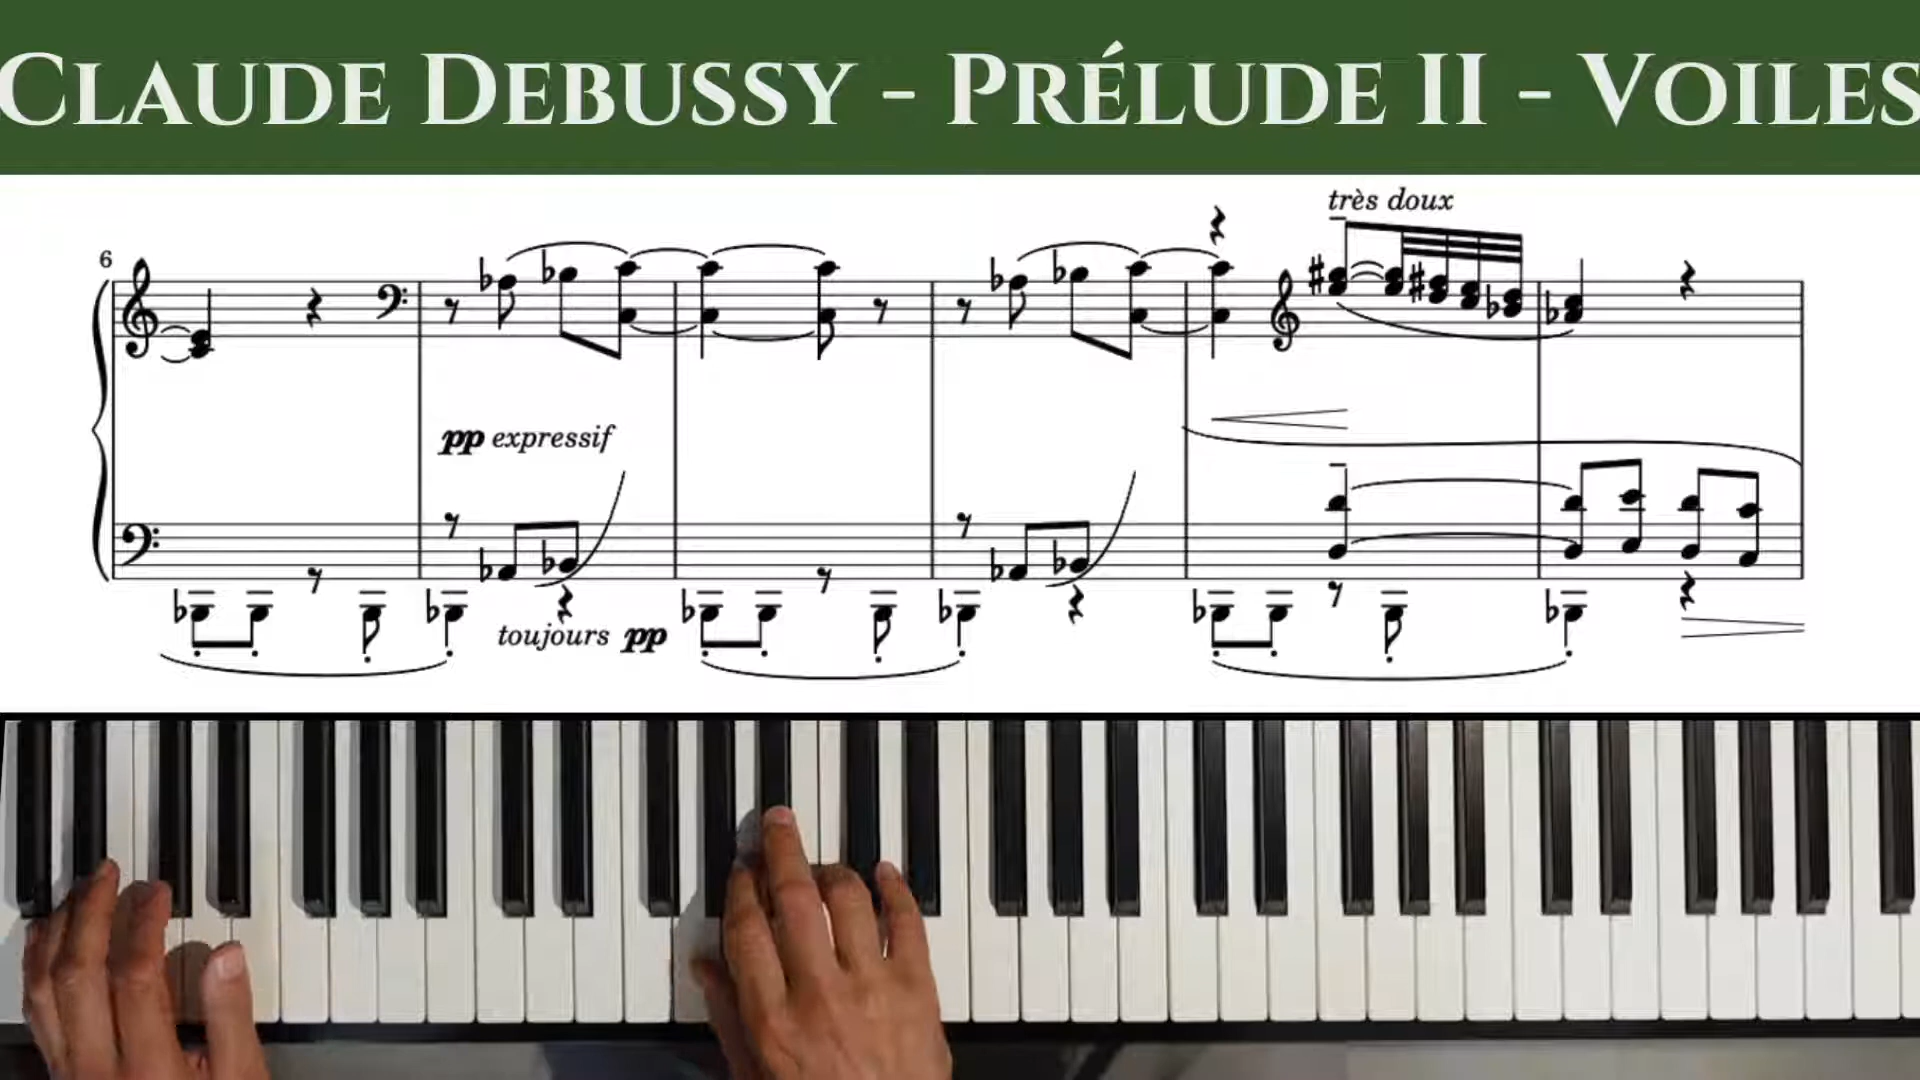 CLAUDE DEBUSSY - PRÉLUDE II - VOILES
très doux
6
pp expressif
toujours pp